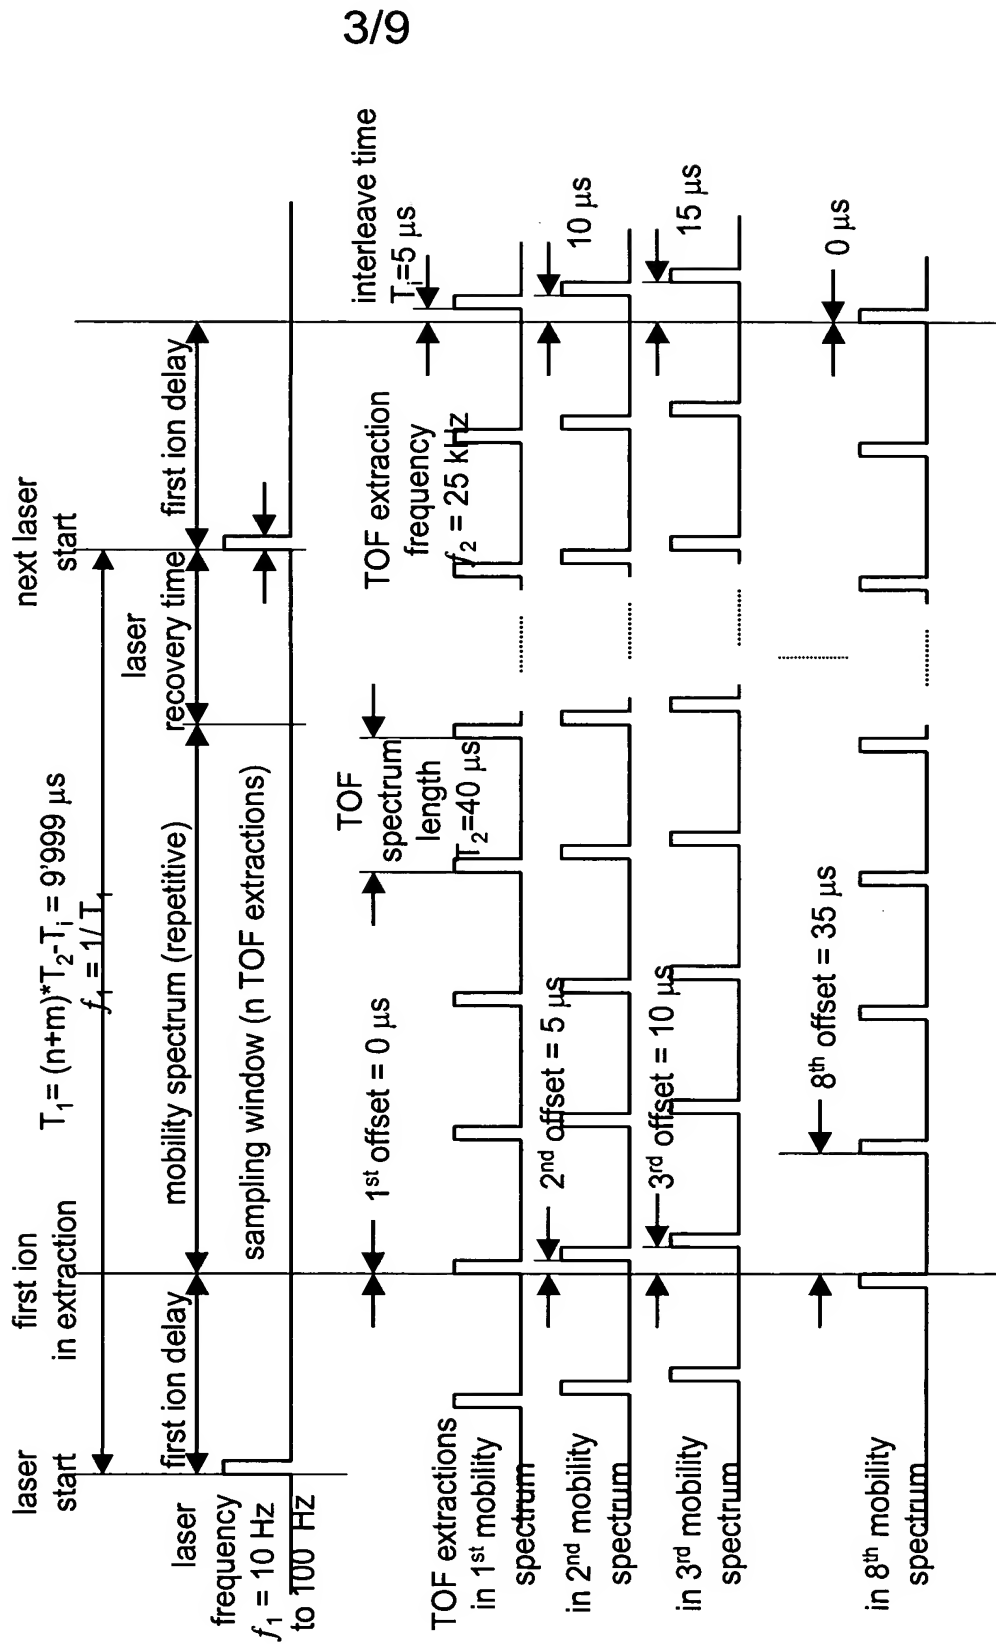 3/9
laser
start
first ion
in extraction
next laser
start
T₁= (n+m)*T₂-Tᵢ = 9'999 µs
f₁ = 1/T₁
laser
first ion delay
mobility spectrum (repetitive)
recovery time
first ion delay
laser
frequency
f₁ = 10 Hz
to 100 Hz
sampling window (n TOF extractions)
interleave time
Tᵢ=5 µs
TOF extractions
in 1st mobility
spectrum
1st offset = 0 µs
TOF
spectrum
length
T₂=40 µs
TOF extraction
frequency
f₂ = 25 kHz
in 2nd mobility
spectrum
2nd offset = 5 µs
10 µs
in 3rd mobility
spectrum
3rd offset = 10 µs
15 µs
in 8th mobility
spectrum
8th offset = 35 µs
0 µs